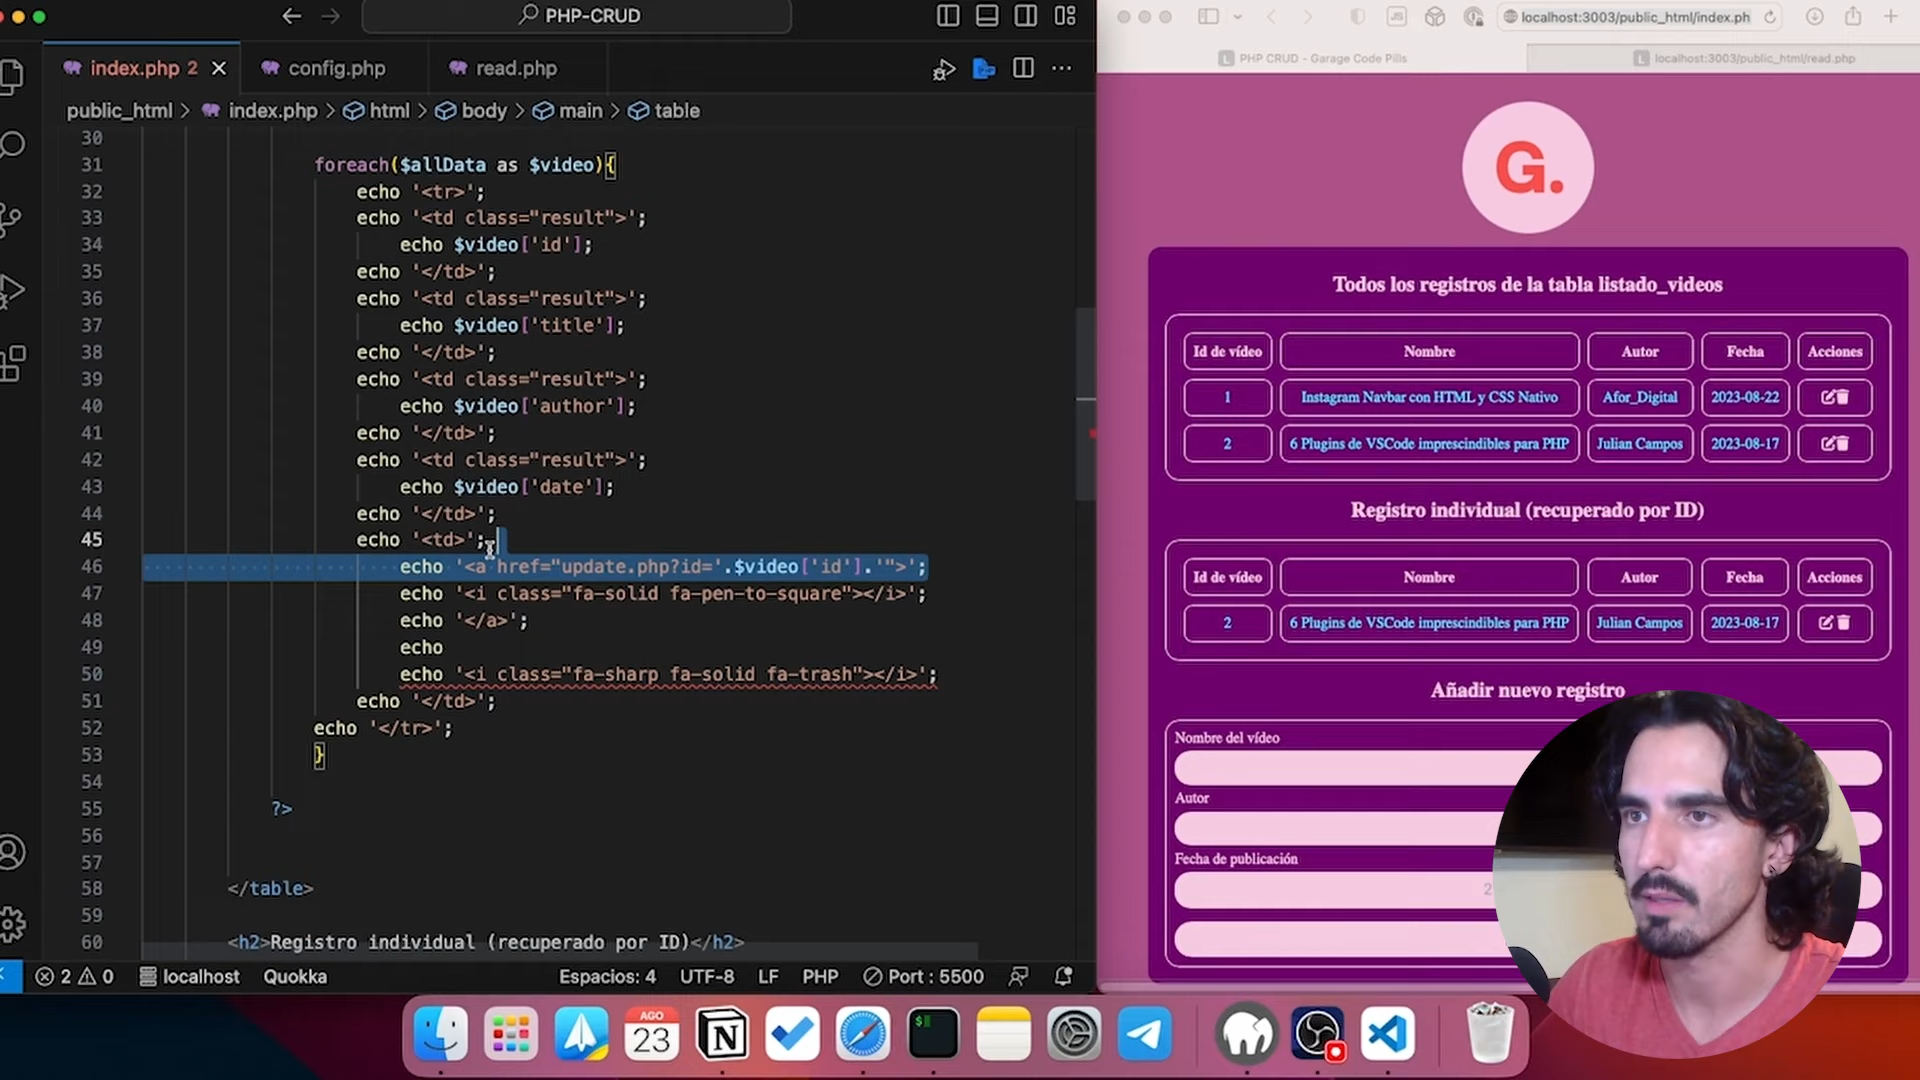 PHP-CRUD
index.php 2
config.php
read.php
public_html > index.php > html > body > main > table
30
31 foreach($allData as $video){
32 echo '<tr>';
33 echo '<td class="result">';
34 echo $video['id'];
35 echo '</td>';
36 echo '<td class="result">';
37 echo $video['title'];
38 echo '</td>';
39 echo '<td class="result">';
40 echo $video['author'];
41 echo '</td>';
42 echo '<td class="result">';
43 echo $video['date'];
44 echo '</td>';
45 echo '<td>';
46 echo '<a href="update.php?id='.$video['id'].'">';
47 echo '<i class="fa-solid fa-pen-to-square"></i>';
48 echo '</a>';
49 echo
50 echo '<i class="fa-sharp fa-solid fa-trash"></i>';
51 echo '</td>';
52 echo '</tr>';
53 }
54
55 ?>
56
57
58 </table>
59
60 <h2>Registro individual (recuperado por ID)</h2>
2 0 localhost Quokka Espacios: 4 UTF-8 LF PHP Port : 5500
localhost:3003/public_html/index.ph
L PHP CRUD - Garage Code Pills
L localhost:3003/public_html/read.php
G.
Todos los registros de la tabla listado_videos
Id de vídeo Nombre Autor Fecha Acciones
1 Instagram Navbar con HTML y CSS Nativo Afor_Digital 2023-08-22
2 6 Plugins de VSCode imprescindibles para PHP Julian Campos 2023-08-17
Registro individual (recuperado por ID)
Id de vídeo Nombre Autor Fecha Acciones
2 6 Plugins de VSCode imprescindibles para PHP Julian Campos 2023-08-17
Añadir nuevo registro
Nombre del vídeo
Autor
Fecha de publicación
2
AGO
23
N
$